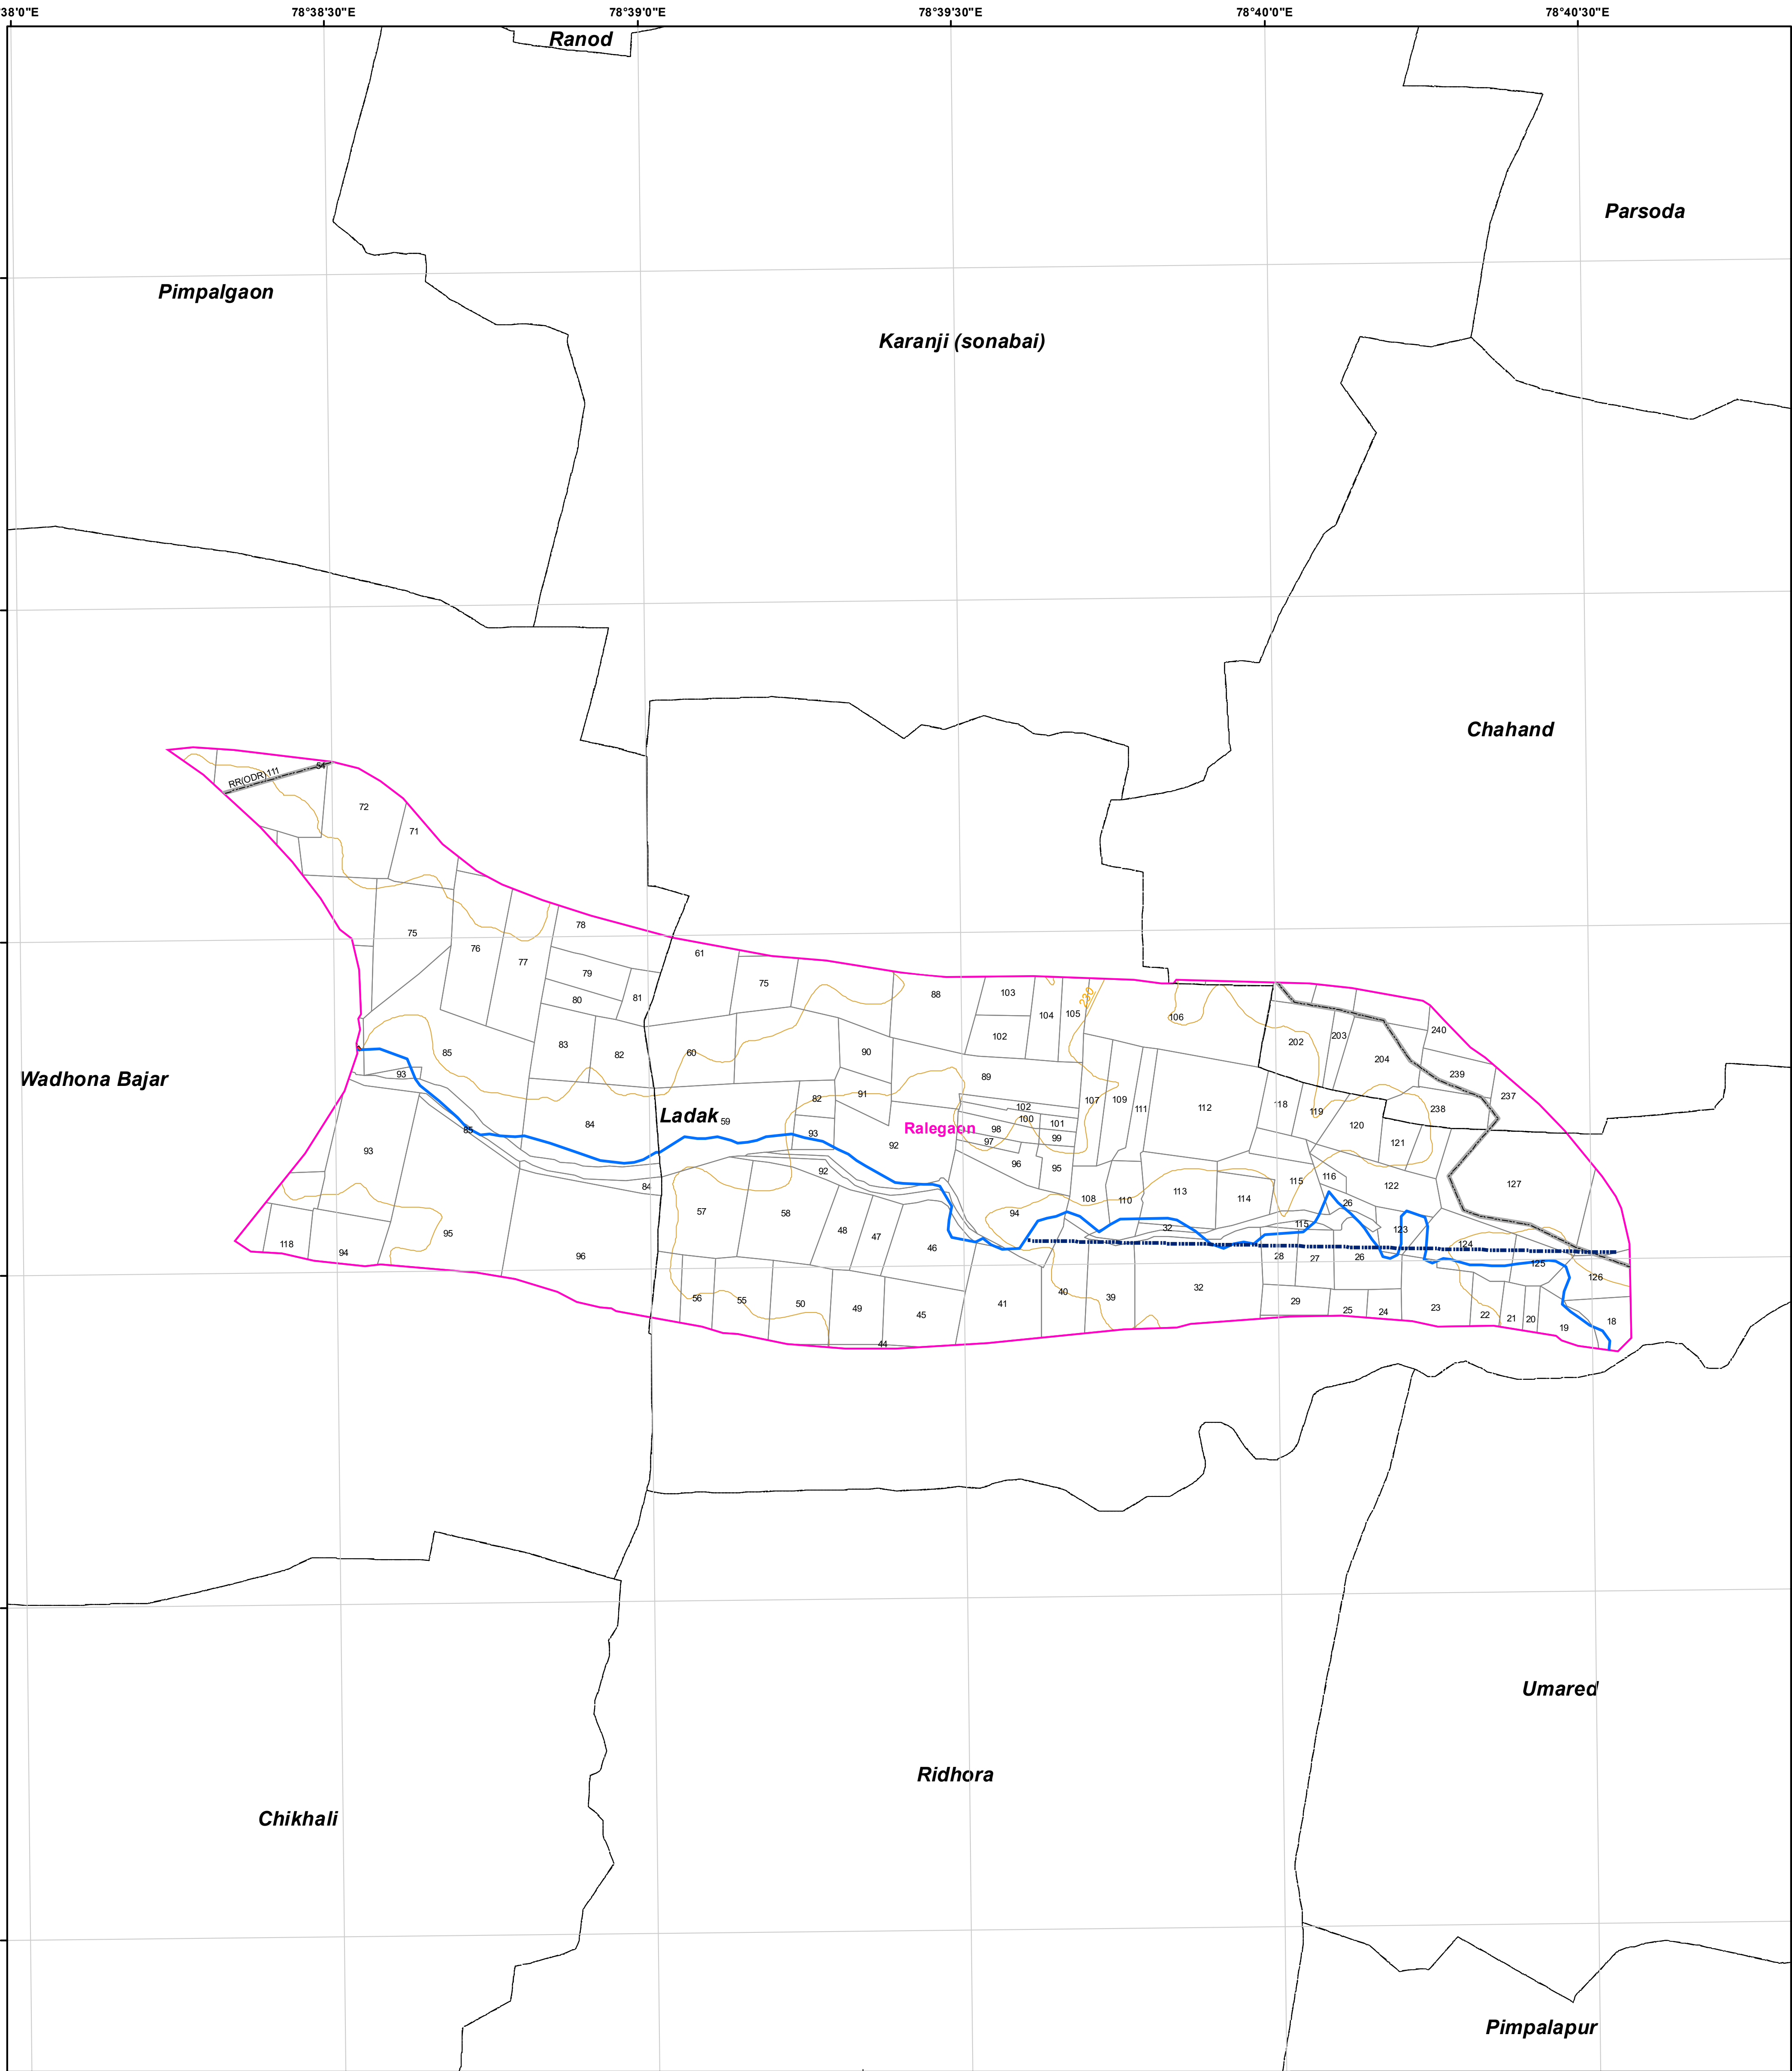 38'0"E 78°38'30"E 78°39'0"E 78°39'30"E 78°40'0"E 78°40'30"E
Ranod
Parsoda
Pimpalgaon
Karanji (sonabai)
Chahand
RR(ODR) 111 54
72
71
75 76 77 78 61
79 80 81 75 88 103
102 104 105 230 106
202 203 204 240
239 237 238
85 83 82 60 90 89
Wadhona Bajar
93 91 82 107 109 111 112 118 119
120 121
Ladak 59
85 84 93 92 Ralegaon
102 100 101 98 99 97
96 95
93 92 84
57 58 48 47 46
94 108 110 113 114 115 116 122 127
26 123 124 125 126
32 115
118 94 95 96
28 27 26
56 55 50 49 45 44
41 40 39 32 29 25 24 23 22 21 20 19 18
Umared
Ridhora
Chikhali
Pimpalapur